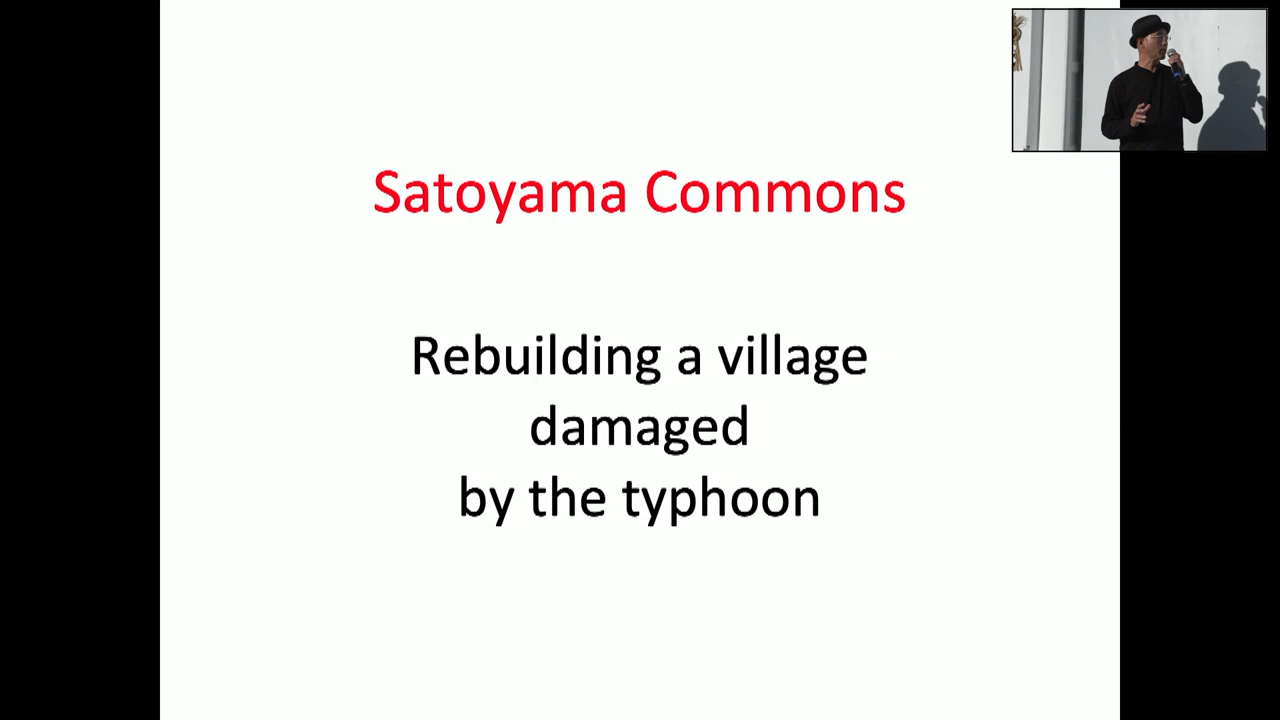 Satoyama Commons
Rebuilding a village
damaged
by the typhoon